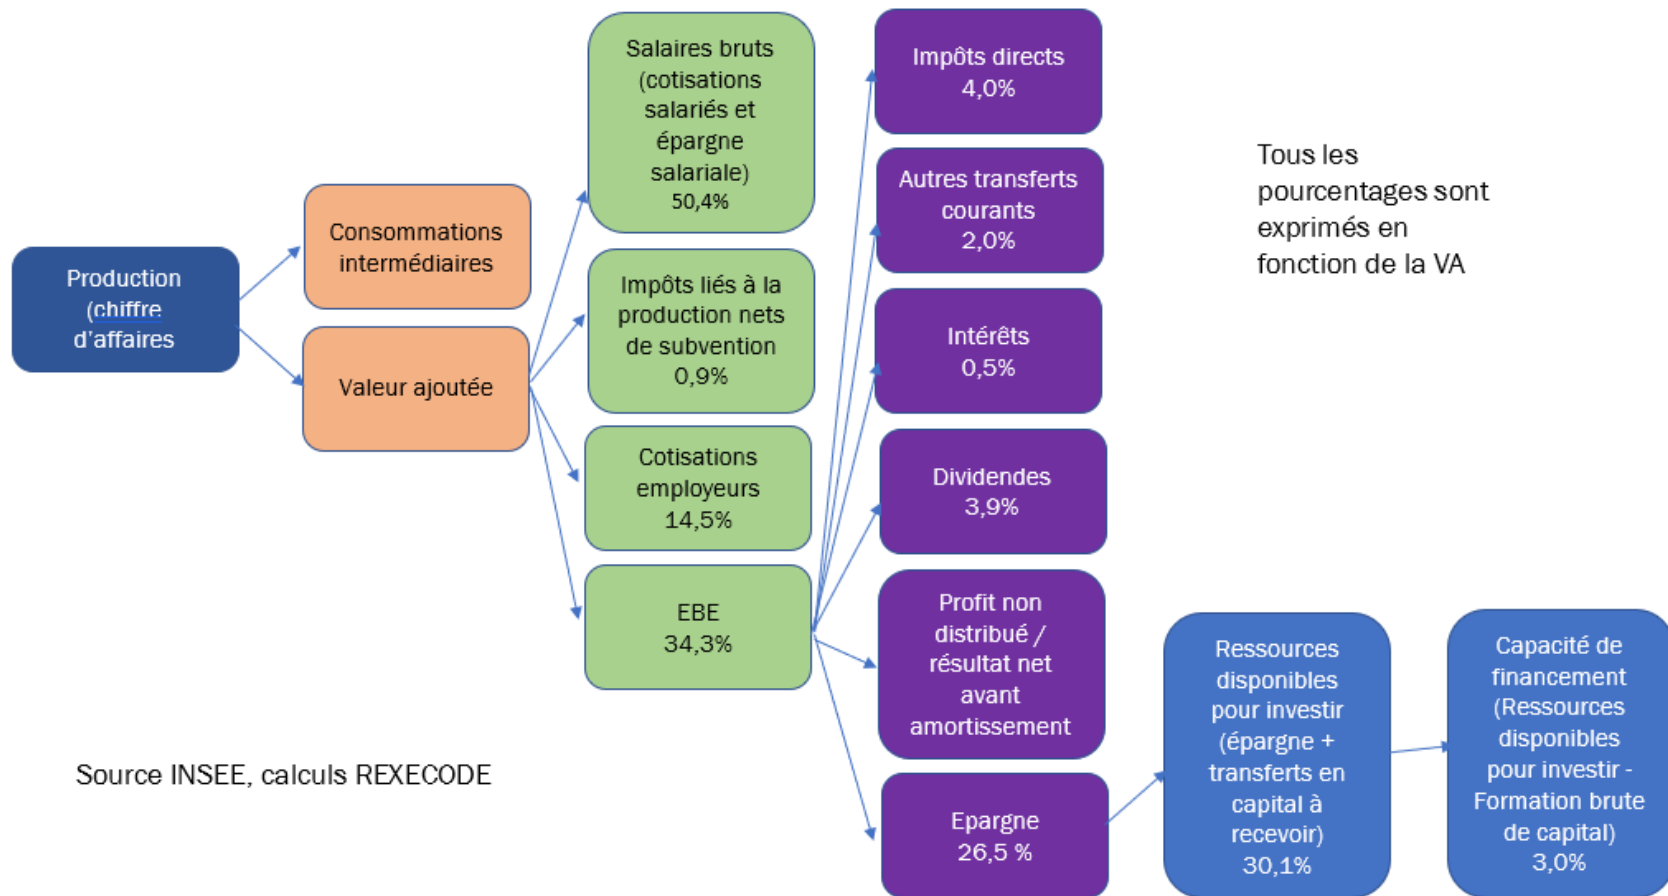 Production
(chiffre
d'affaires
Consommations
intermédiaires
Valeur ajoutée
Salaires bruts
(cotisations
salariés et
épargne
salariale)
50,4%
Impôts liés à la
production nets
de subvention
0,9%
Cotisations
employeurs
14,5%
EBE
34,3%
Impôts directs
4,0%
Autres transferts
courants
2,0%
Intérêts
0,5%
Dividendes
3,9%
Profit non
distribué /
résultat net
avant
amortissement
Epargne
26,5 %
Ressources
disponibles
pour investir
(épargne +
transferts en
capital à
recevoir)
30,1%
Capacité de
financement
(Ressources
disponibles
pour investir -
Formation brute
de capital)
3,0%
Tous les
pourcentages sont
exprimés en
fonction de la VA
Source INSEE, calculs REXECODE